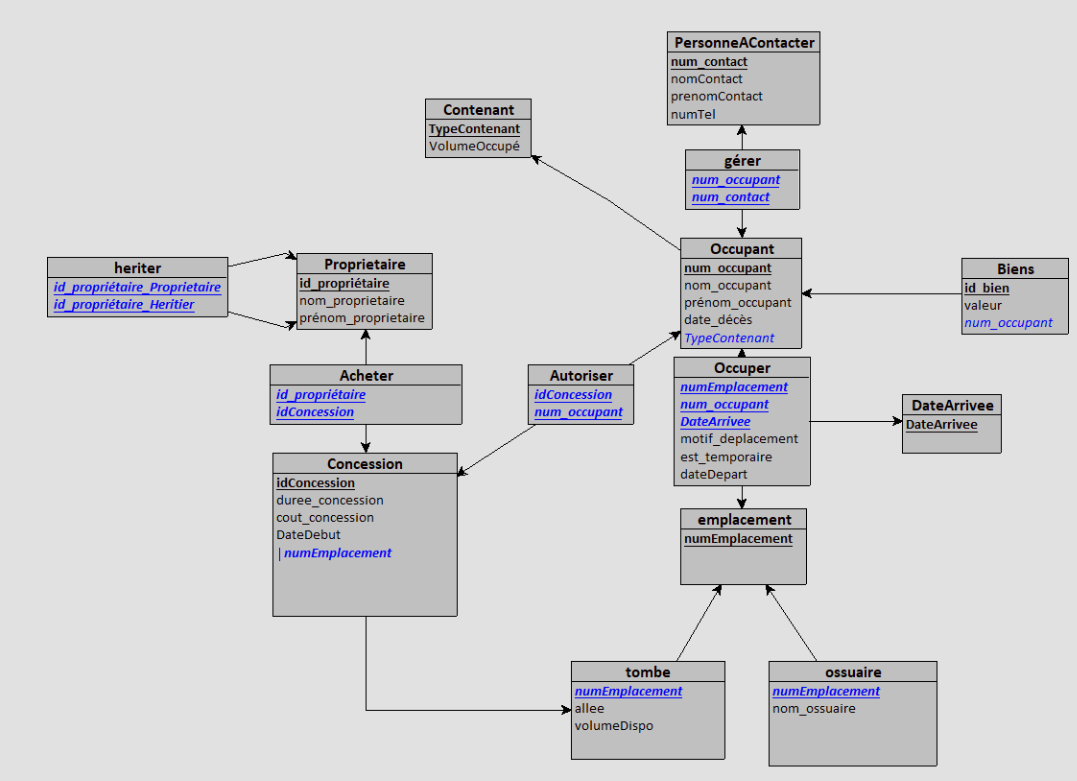 PersonneAContacter
num_contact
nomContact
prenomContact
numTel
Contenant
TypeContenant
VolumeOccupé
gérer
num_occupant
num_contact
heriter
id_propriétaire_Proprietaire
id_propriétaire_Heritier
Proprietaire
id_propriétaire
nom_proprietaire
prénom_proprietaire
Occupant
num_occupant
nom_occupant
prénom_occupant
date_décès
TypeContenant
Biens
id_bien
valeur
num_occupant
Acheter
id_propriétaire
idConcession
Autoriser
idConcession
num_occupant
Occuper
numEmplacement
num_occupant
DateArrivee
motif_deplacement
est_temporaire
dateDepart
DateArrivee
DateArrivee
Concession
idConcession
duree_concession
cout_concession
DateDebut
|numEmplacement
emplacement
numEmplacement
tombe
numEmplacement
allee
volumeDispo
ossuaire
numEmplacement
nom_ossuaire